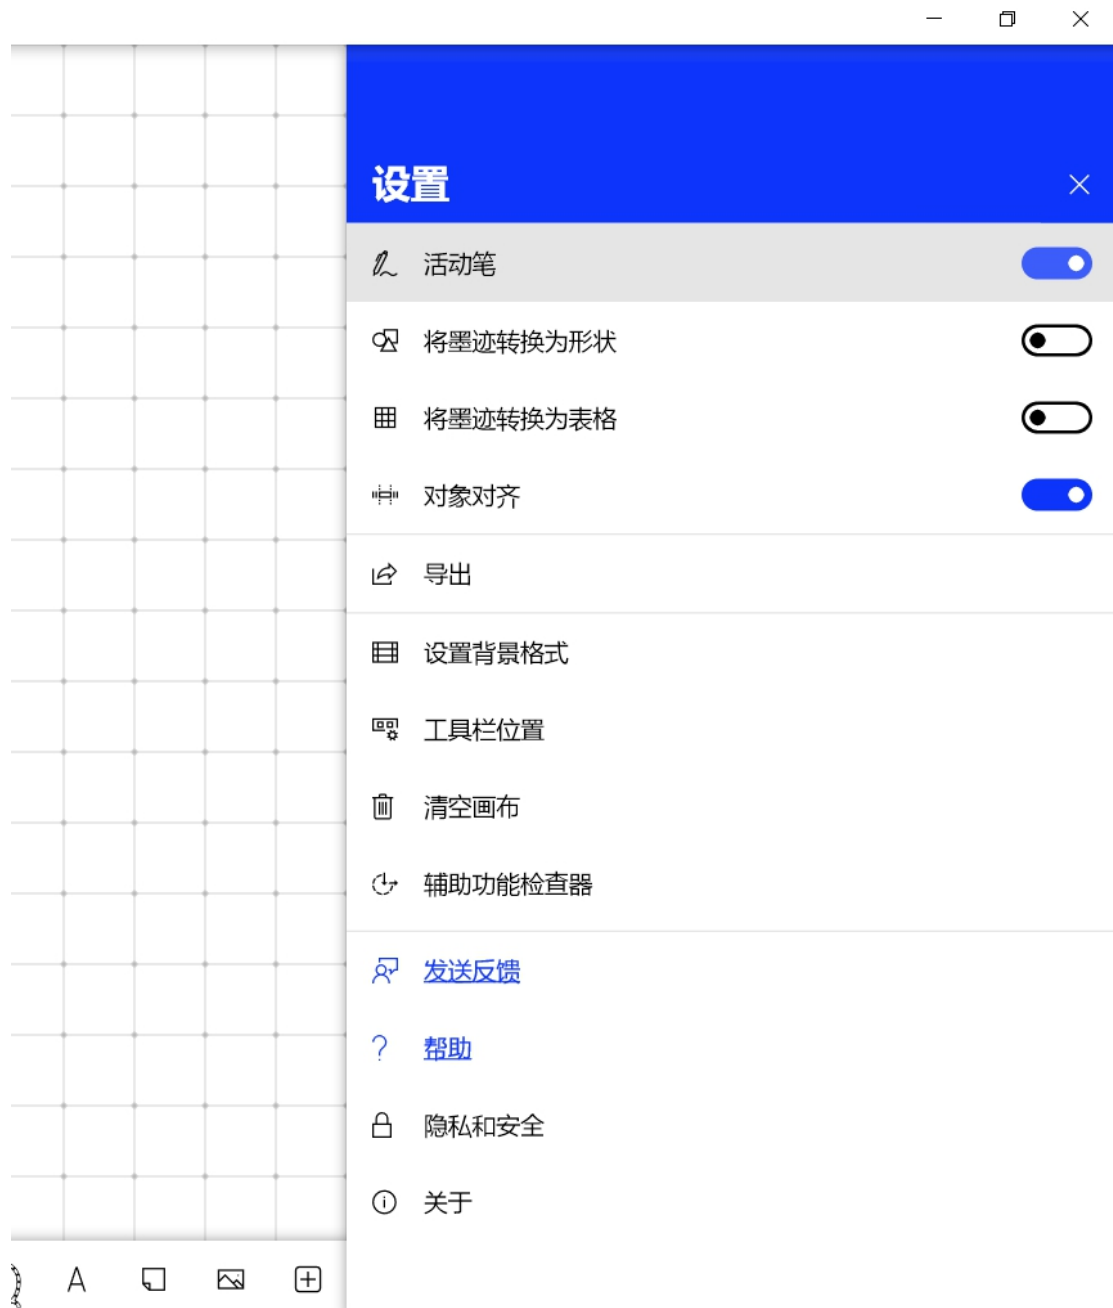 设置
活动笔
将墨迹转换为形状
将墨迹转换为表格
对象对齐
导出
设置背景格式
工具栏位置
清空画布
辅助功能检查器
发送反馈
帮助
隐私和安全
关于
A